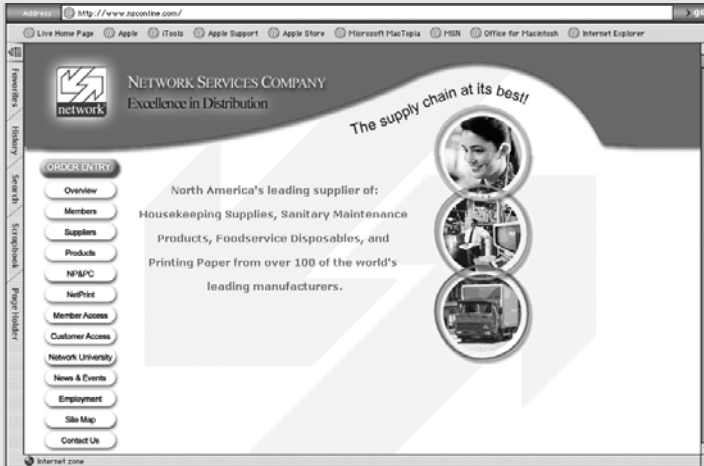 Address: http://www.nsconline.com/ go
Live Home Page Apple iTools Apple Support Apple Store Microsoft MacTopia MSN Office for Macintosh Internet Explorer
Favorites
History
Search
Scrapbook
Page Holder
network
NETWORK SERVICES COMPANY
Excellence in Distribution
The supply chain at its best!
ORDER ENTRY
Overview
Members
Suppliers
Products
NP&PC
NetPrint
Member Access
Customer Access
Network University
News & Events
Employment
Site Map
Contact Us
North America's leading supplier of:
Housekeeping Supplies, Sanitary Maintenance
Products, Foodservice Disposables, and
Printing Paper from over 100 of the world's
leading manufacturers.
Internet zone